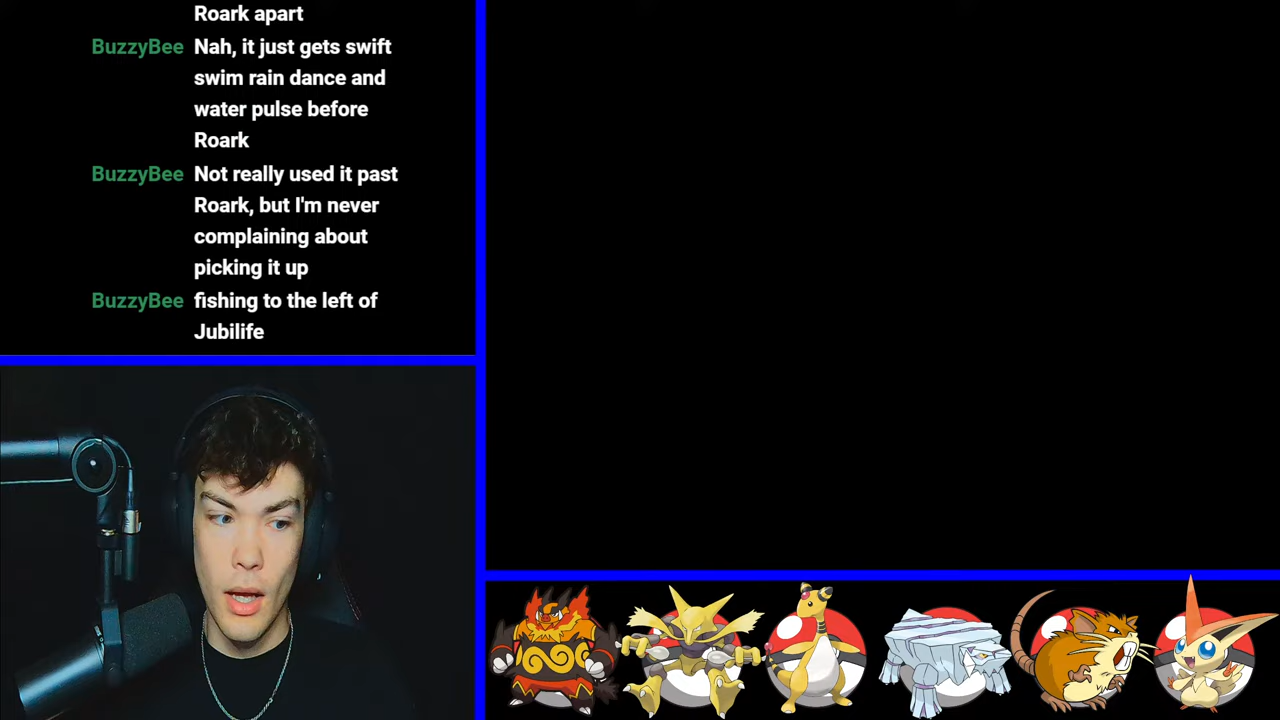 Roark apart
BuzzyBee Nah, it just gets swift
swim rain dance and
water pulse before
Roark
BuzzyBee Not really used it past
Roark, but I'm never
complaining about
picking it up
BuzzyBee fishing to the left of
Jubilife